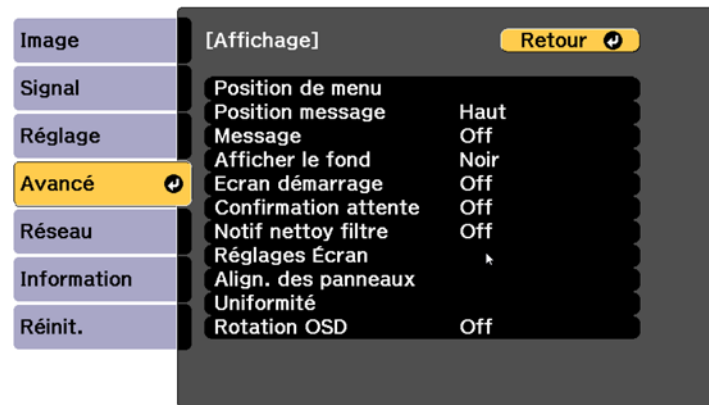 Image
Signal
Réglage
Avancé
Réseau
Information
Réinit.
[Affichage]
Retour
Position de menu
Position message Haut
Message Off
Afficher le fond Noir
Ecran démarrage Off
Confirmation attente Off
Notif nettoy filtre Off
Réglages Écran
Align. des panneaux
Uniformité
Rotation OSD Off